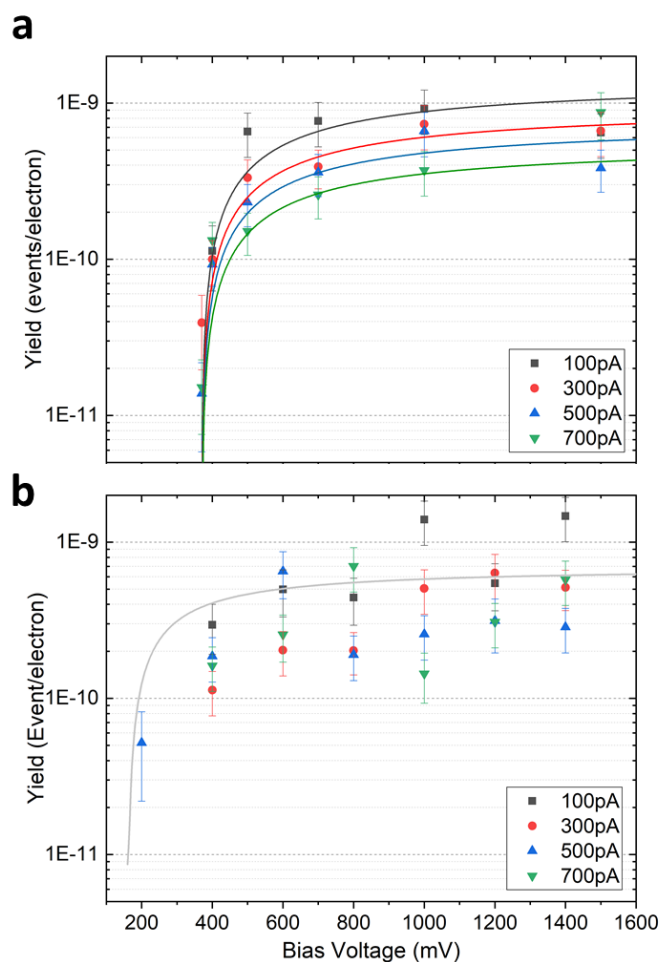 a
Yield (events/electron)
1E-9
1E-10
1E-11
100pA
300pA
500pA
700pA
b
Yield (Event/electron)
1E-9
1E-10
1E-11
100pA
300pA
500pA
700pA
200 400 600 800 1000 1200 1400 1600
Bias Voltage (mV)